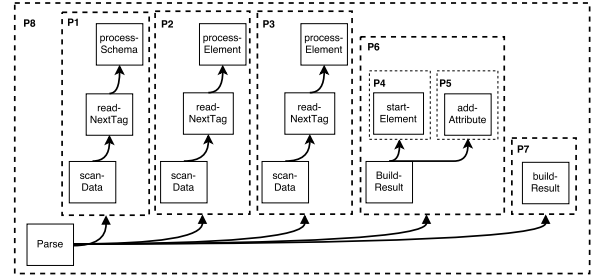 P8
P1
process-
Schema
read-
NextTag
scan-
Data
P2
process-
Element
read-
NextTag
scan-
Data
P3
process-
Element
read-
NextTag
scan-
Data
P6
P4
start-
Element
P5
add-
Attribute
Build-
Result
P7
build-
Result
Parse